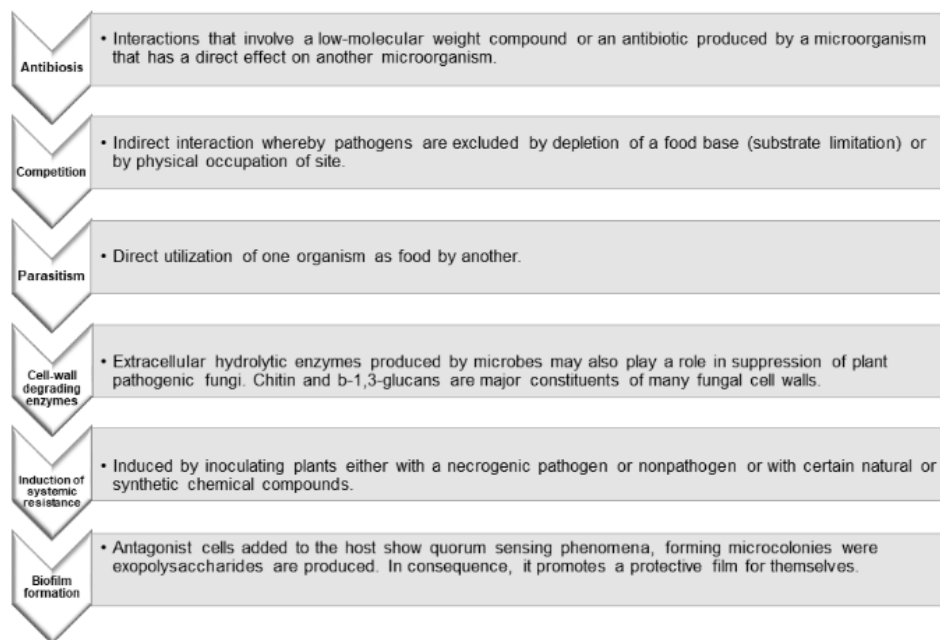 Antibiosis
• Interactions that involve a low-molecular weight compound or an antibiotic produced by a microorganism
that has a direct effect on another microorganism.
Competition
• Indirect interaction whereby pathogens are excluded by depletion of a food base (substrate limitation) or
by physical occupation of site.
Parasitism
• Direct utilization of one organism as food by another.
Cell-wall
degrading
enzymes
• Extracellular hydrolytic enzymes produced by microbes may also play a role in suppression of plant
pathogenic fungi. Chitin and b-1,3-glucans are major constituents of many fungal cell walls.
Induction of
systemic
resistance
• Induced by inoculating plants either with a necrogenic pathogen or nonpathogen or with certain natural or
synthetic chemical compounds.
Biofilm
formation
• Antagonist cells added to the host show quorum sensing phenomena, forming microcolonies were
exopolysaccharides are produced. In consequence, it promotes a protective film for themselves.